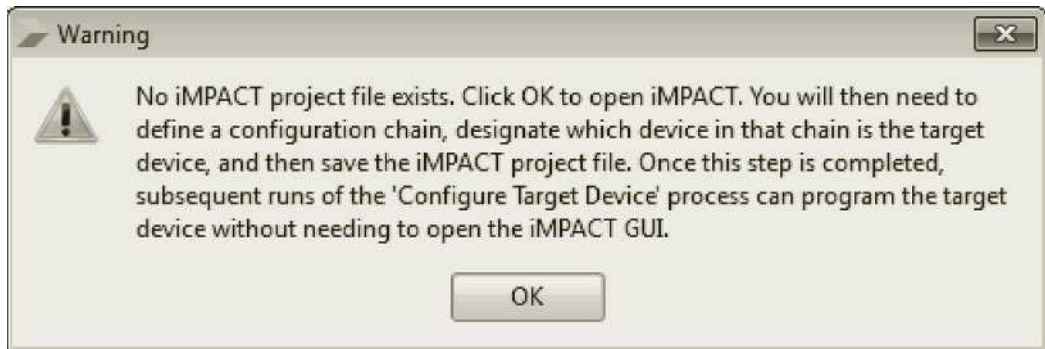 Warning
No iMPACT project file exists. Click OK to open iMPACT. You will then need to
define a configuration chain, designate which device in that chain is the target
device, and then save the iMPACT project file. Once this step is completed,
subsequent runs of the 'Configure Target Device' process can program the target
device without needing to open the iMPACT GUI.
OK